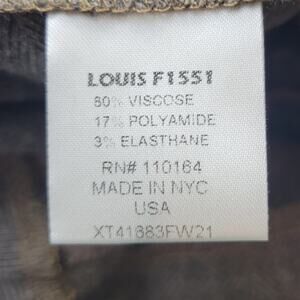 LOUIS F1551
80% VISCOSE
17% POLYAMIDE
3% ELASTHANE
RN# 110164
MADE IN NYC
USA
XT41883FW21